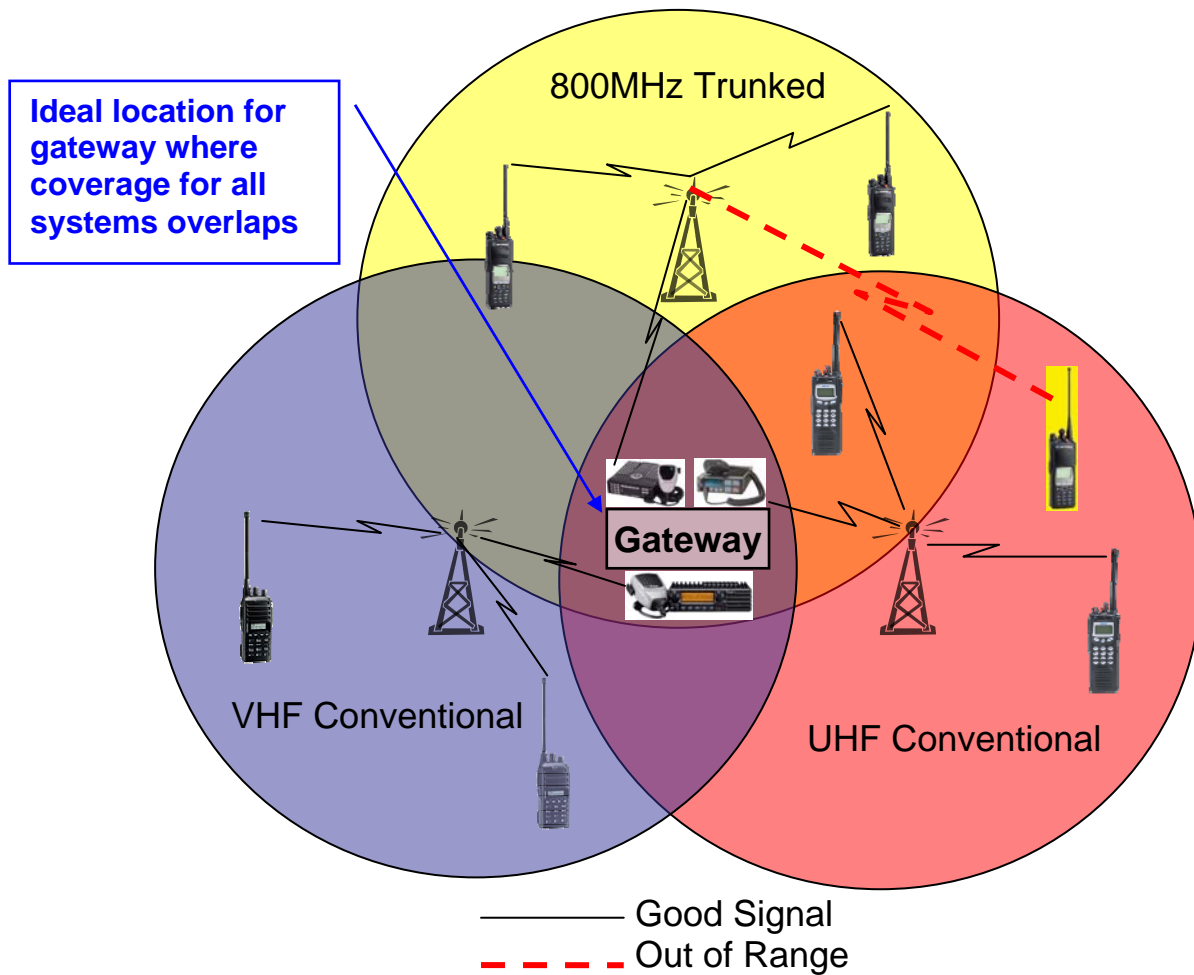 800MHz Trunked
Ideal location for
gateway where
coverage for all
systems overlaps
Gateway
VHF Conventional
UHF Conventional
Good Signal
Out of Range